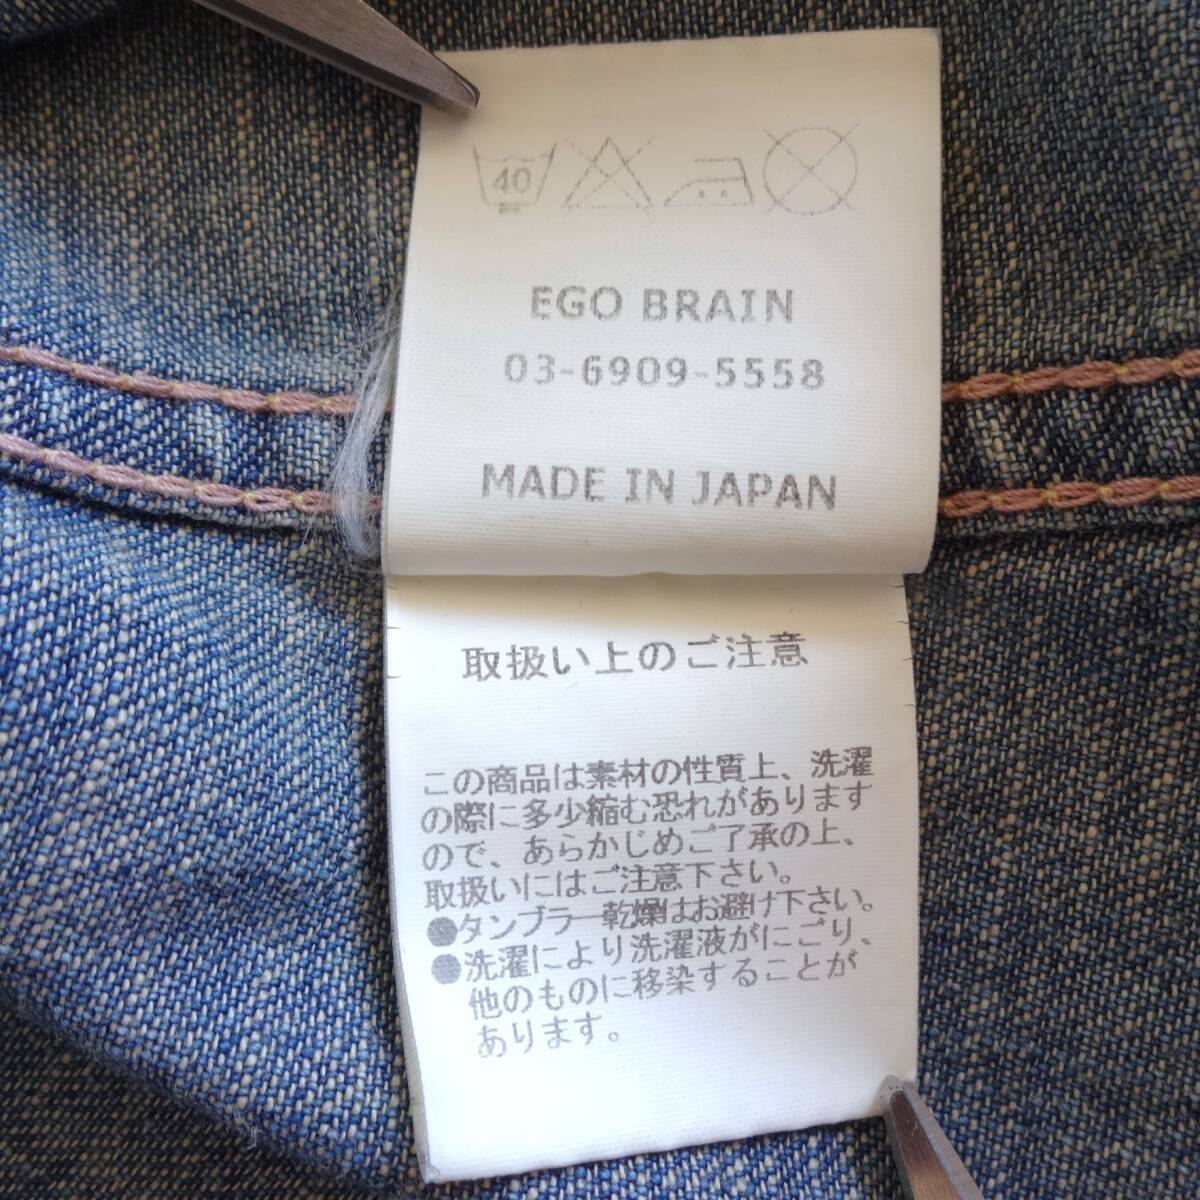 40
EGO BRAIN
03-6909-5558
MADE IN JAPAN
取扱い上のご注意
この商品は素材の性質上、洗濯
の際に多少縮む恐れがあります
ので、あらかじめご了承の上、
取扱いにはご注意下さい。
●タンブラー乾燥はお避け下さい。
●洗濯により洗濯液がにごり、
他のものに移染することが
あります。